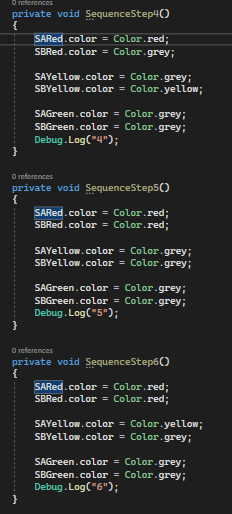 0 references
private void SequenceStep4()
{
SARed.color = Color.red;
SBRed.color = Color.grey;
SAYellow.color = Color.grey;
SBYellow.color = Color.yellow;
SAGreen.color = Color.grey;
SBGreen.color = Color.grey;
Debug.Log("4");
}
0 references
private void SequenceStep5()
{
SARed.color = Color.red;
SBRed.color = Color.red;
SAYellow.color = Color.grey;
SBYellow.color = Color.grey;
SAGreen.color = Color.grey;
SBGreen.color = Color.grey;
Debug.Log("5");
}
0 references
private void SequenceStep6()
{
SARed.color = Color.red;
SBRed.color = Color.red;
SAYellow.color = Color.yellow;
SBYellow.color = Color.grey;
SAGreen.color = Color.grey;
SBGreen.color = Color.grey;
Debug.Log("6");
}